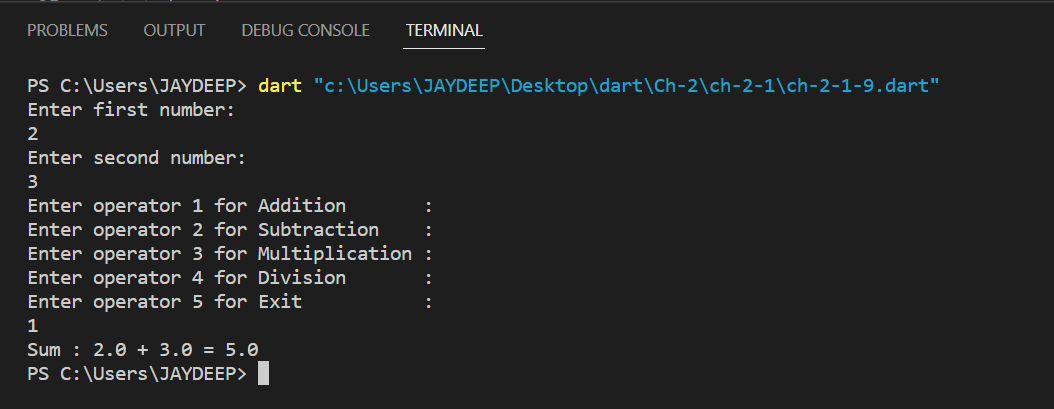 PROBLEMS OUTPUT DEBUG CONSOLE TERMINAL
PS C:\Users\JAYDEEP> dart "c:\Users\JAYDEEP\Desktop\dart\Ch-2\ch-2-1\ch-2-1-9.dart"
Enter first number:
2
Enter second number:
3
Enter operator 1 for Addition       :
Enter operator 2 for Subtraction    :
Enter operator 3 for Multiplication :
Enter operator 4 for Division       :
Enter operator 5 for Exit           :
1
Sum : 2.0 + 3.0 = 5.0
PS C:\Users\JAYDEEP>